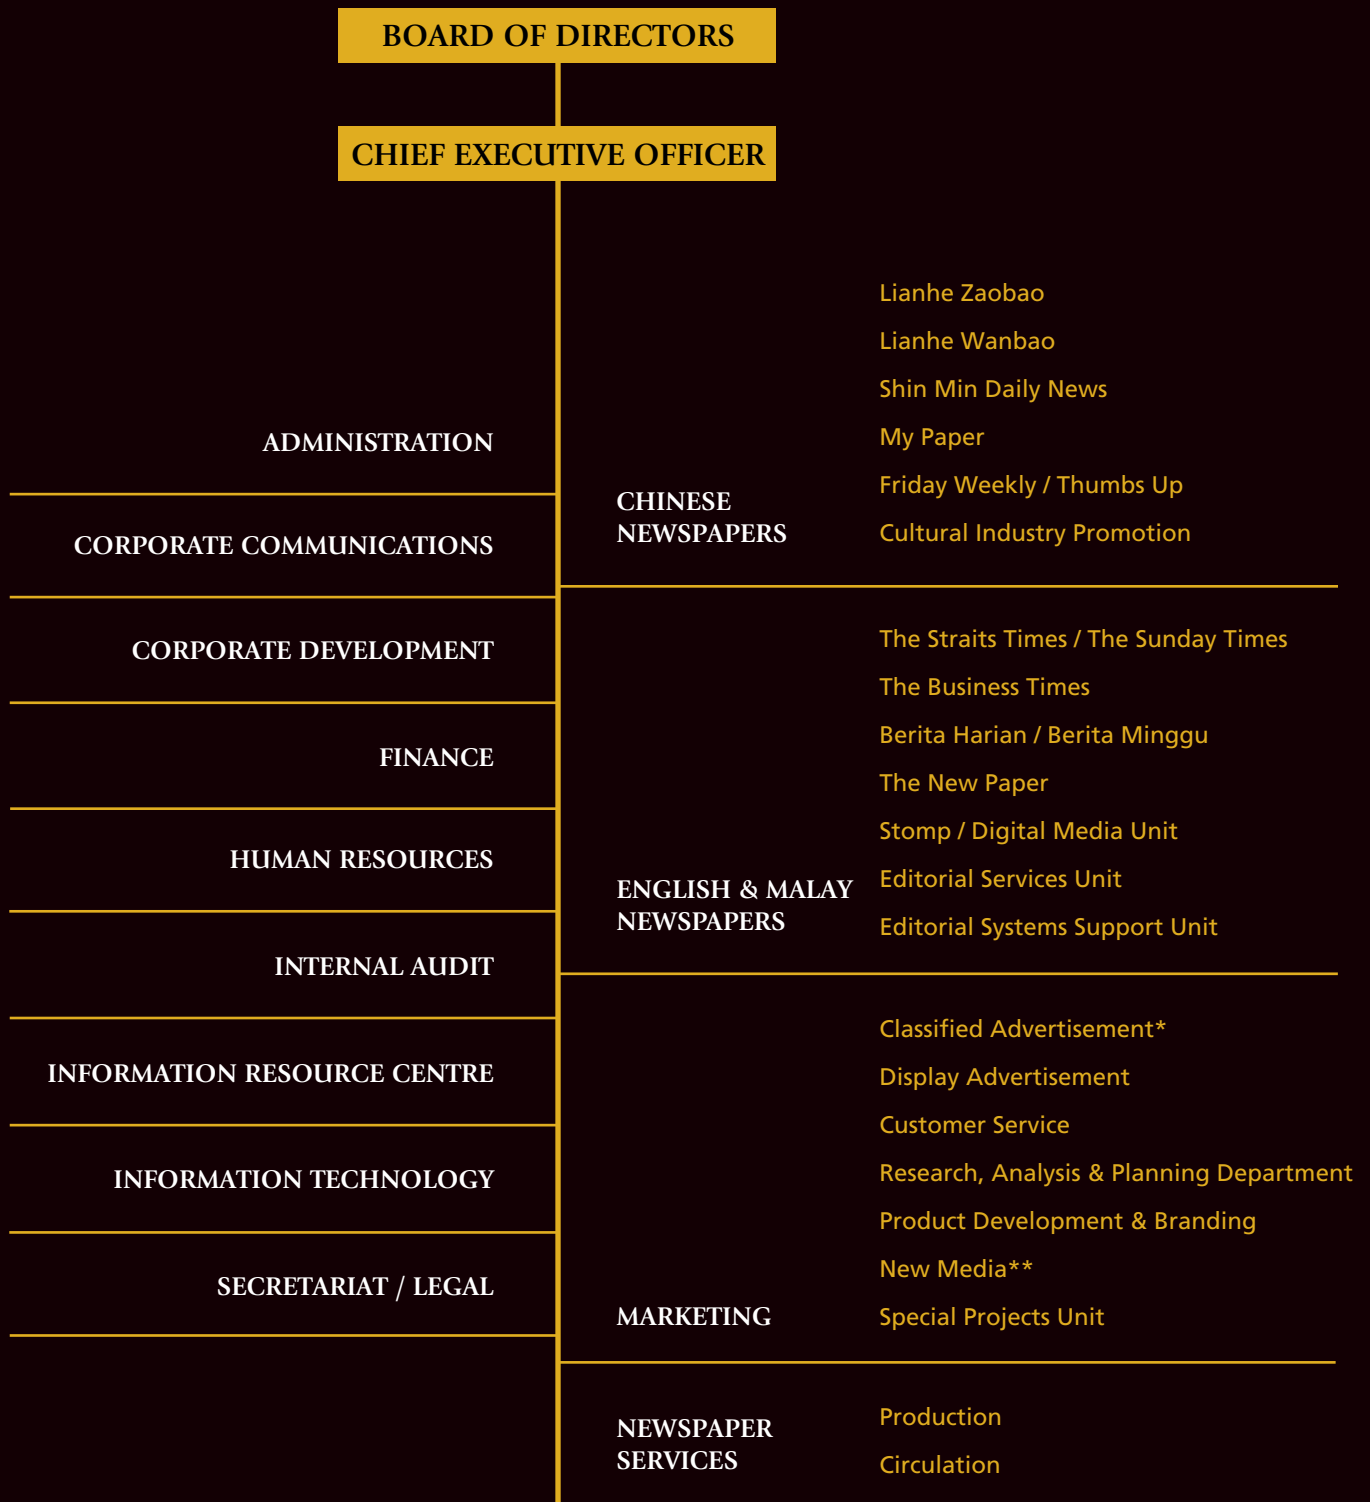 BOARD OF DIRECTORS
CHIEF EXECUTIVE OFFICER
ADMINISTRATION
CORPORATE COMMUNICATIONS
CORPORATE DEVELOPMENT
FINANCE
HUMAN RESOURCES
INTERNAL AUDIT
INFORMATION RESOURCE CENTRE
INFORMATION TECHNOLOGY
SECRETARIAT / LEGAL
CHINESE
NEWSPAPERS
Lianhe Zaobao
Lianhe Wanbao
Shin Min Daily News
My Paper
Friday Weekly / Thumbs Up
Cultural Industry Promotion
ENGLISH & MALAY
NEWSPAPERS
The Straits Times / The Sunday Times
The Business Times
Berita Harian / Berita Minggu
The New Paper
Stomp / Digital Media Unit
Editorial Services Unit
Editorial Systems Support Unit
MARKETING
Classified Advertisement*
Display Advertisement
Customer Service
Research, Analysis & Planning Department
Product Development & Branding
New Media**
Special Projects Unit
NEWSPAPER
SERVICES
Production
Circulation